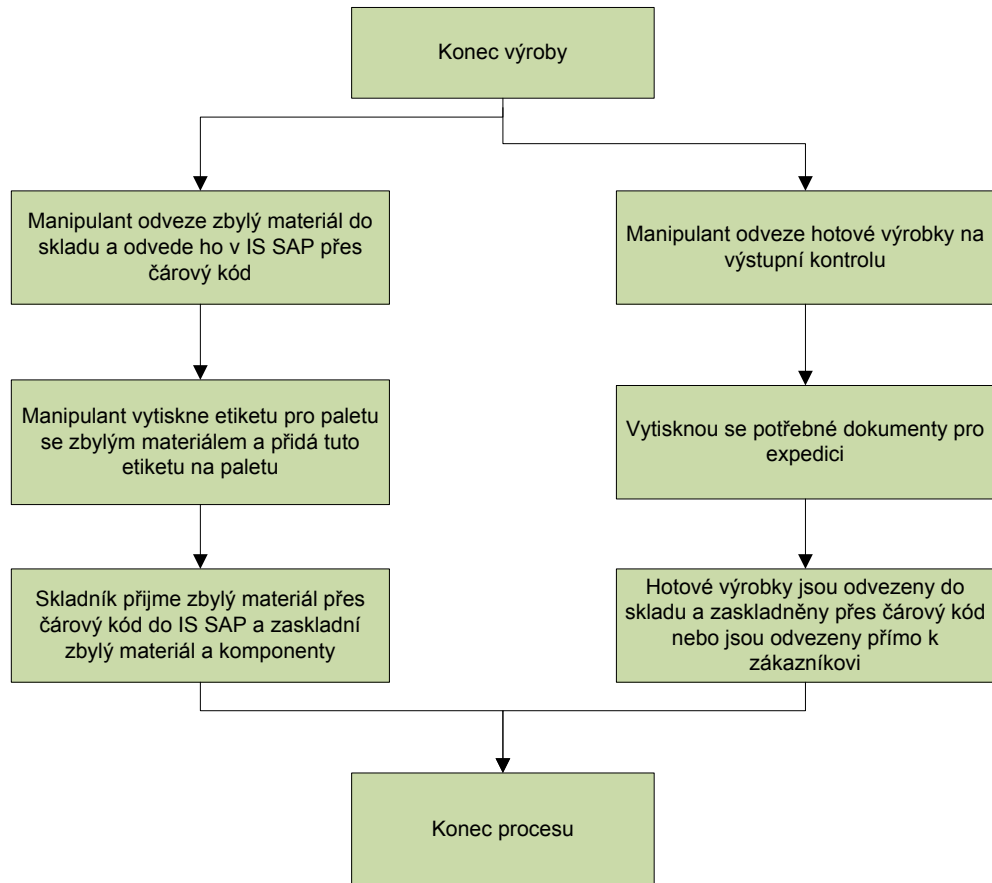 Konec výroby
Manipulant odveze zbylý materiál do
skladu a odvede ho v IS SAP přes
čárový kód
Manipulant odveze hotové výrobky na
výstupní kontrolu
Manipulant vytiskne etiketu pro paletu
se zbylým materiálem a přidá tuto
etiketu na paletu
Vytisknou se potřebné dokumenty pro
expedici
Skladník přijme zbylý materiál přes
čárový kód do IS SAP a zaskladní
zbylý materiál a komponenty
Hotové výrobky jsou odvezeny do
skladu a zaskladněny přes čárový kód
nebo jsou odvezeny přímo k
zákazníkovi
Konec procesu